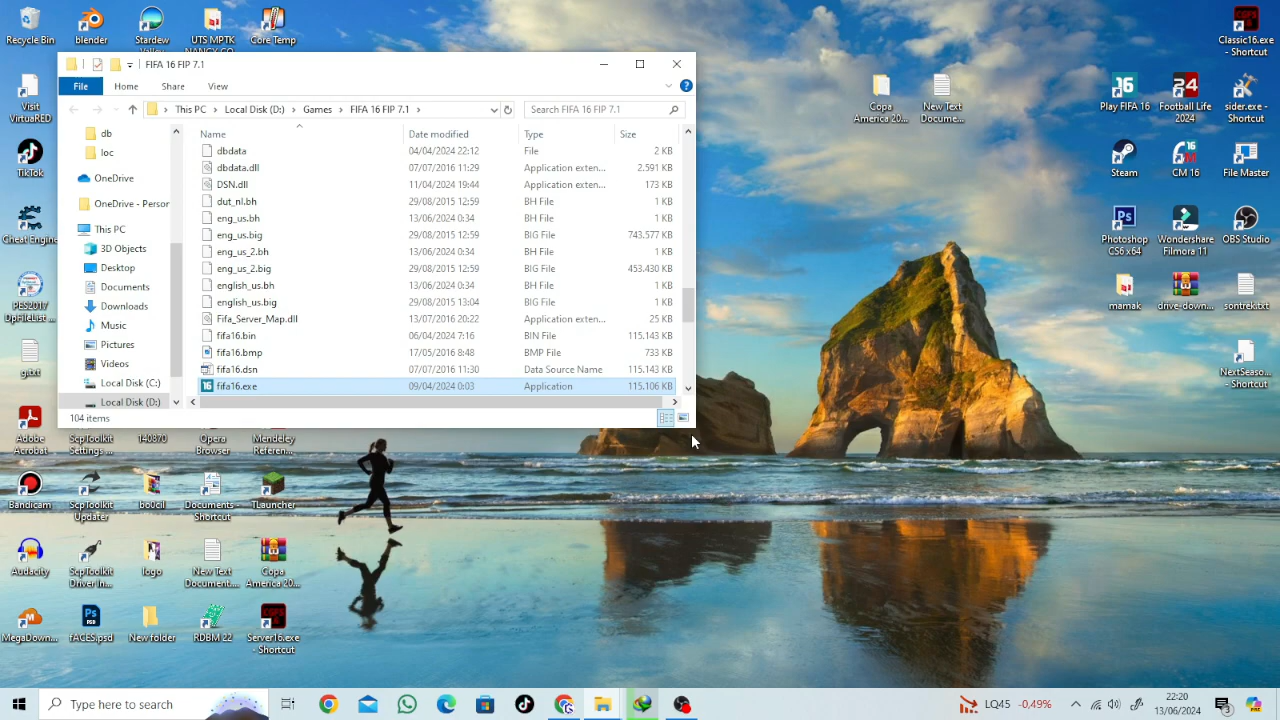 Recycle Bin
blender
Stardew
Valley
UTS MPTK
NANCY GO...
Core Temp
Classic16.exe
- Shortcut
FIFA 16 FIP 7.1
File
Home
Share
View
This PC
Local Disk (D:)
Games
FIFA 16 FIP 7.1
Search FIFA 16 FIP 7.1
db
loc
OneDrive
OneDrive - Person
This PC
3D Objects
Desktop
Documents
Downloads
Music
Pictures
Videos
Local Disk (C:)
Local Disk (D:)
Name Date modified Type Size
dbdata 04/04/2024 22:12 File 2 KB
dbdata.dll 07/07/2016 11:29 Application exten... 2.591 KB
DSN.dll 11/04/2024 19:44 Application exten... 173 KB
dut_nl.bh 29/08/2015 12:59 BH File 1 KB
eng_us.bh 13/06/2024 0:34 BH File 1 KB
eng_us.big 29/08/2015 12:59 BIG File 743.577 KB
eng_us_2.bh 13/06/2024 0:34 BH File 1 KB
eng_us_2.big 29/08/2015 12:59 BIG File 453.430 KB
english_us.bh 13/06/2024 0:34 BH File 1 KB
english_us.big 29/08/2015 13:04 BIG File 1 KB
Fifa_Server_Map.dll 13/07/2016 20:22 Application exten... 25 KB
fifa16.bin 06/04/2024 7:16 BIN File 115.143 KB
fifa16.bmp 17/05/2016 8:48 BMP File 733 KB
fifa16.dsn 07/07/2016 11:30 Data Source Name 115.143 KB
16 fifa16.exe 09/04/2024 0:03 Application 115.106 KB
104 items
Visit
VirtuaRED
TikTok
Cheat Engine
PES2017
DpFileList ...
gi.txt
Copa
America 20...
New Text
Docume...
Play FIFA 16
Football Life
2024
sider.exe -
Shortcut
Steam
CM 16
File Master
Photoshop
CS6 x64
Wondershare
Filmora 11
OBS Studio
mamak
drive-down...
sontrek.txt
NextSeaso...
- Shortcut
Adobe
Acrobat
ScpToolkit
Settings ...
140870
Opera
Browser
Mendeley
Referen...
Bandicam
ScpToolkit
Updater
bo0cil
Documents -
Shortcut
TLauncher
Audacity
ScpToolkit
Driver In...
logo
New Text
Document....
Copa
America 20...
MegaDown...
fACES.psd
New folder
RDBM 22
Server16.exe
- Shortcut
Type here to search
LQ45 -0,49%
22:20
13/06/2024
3